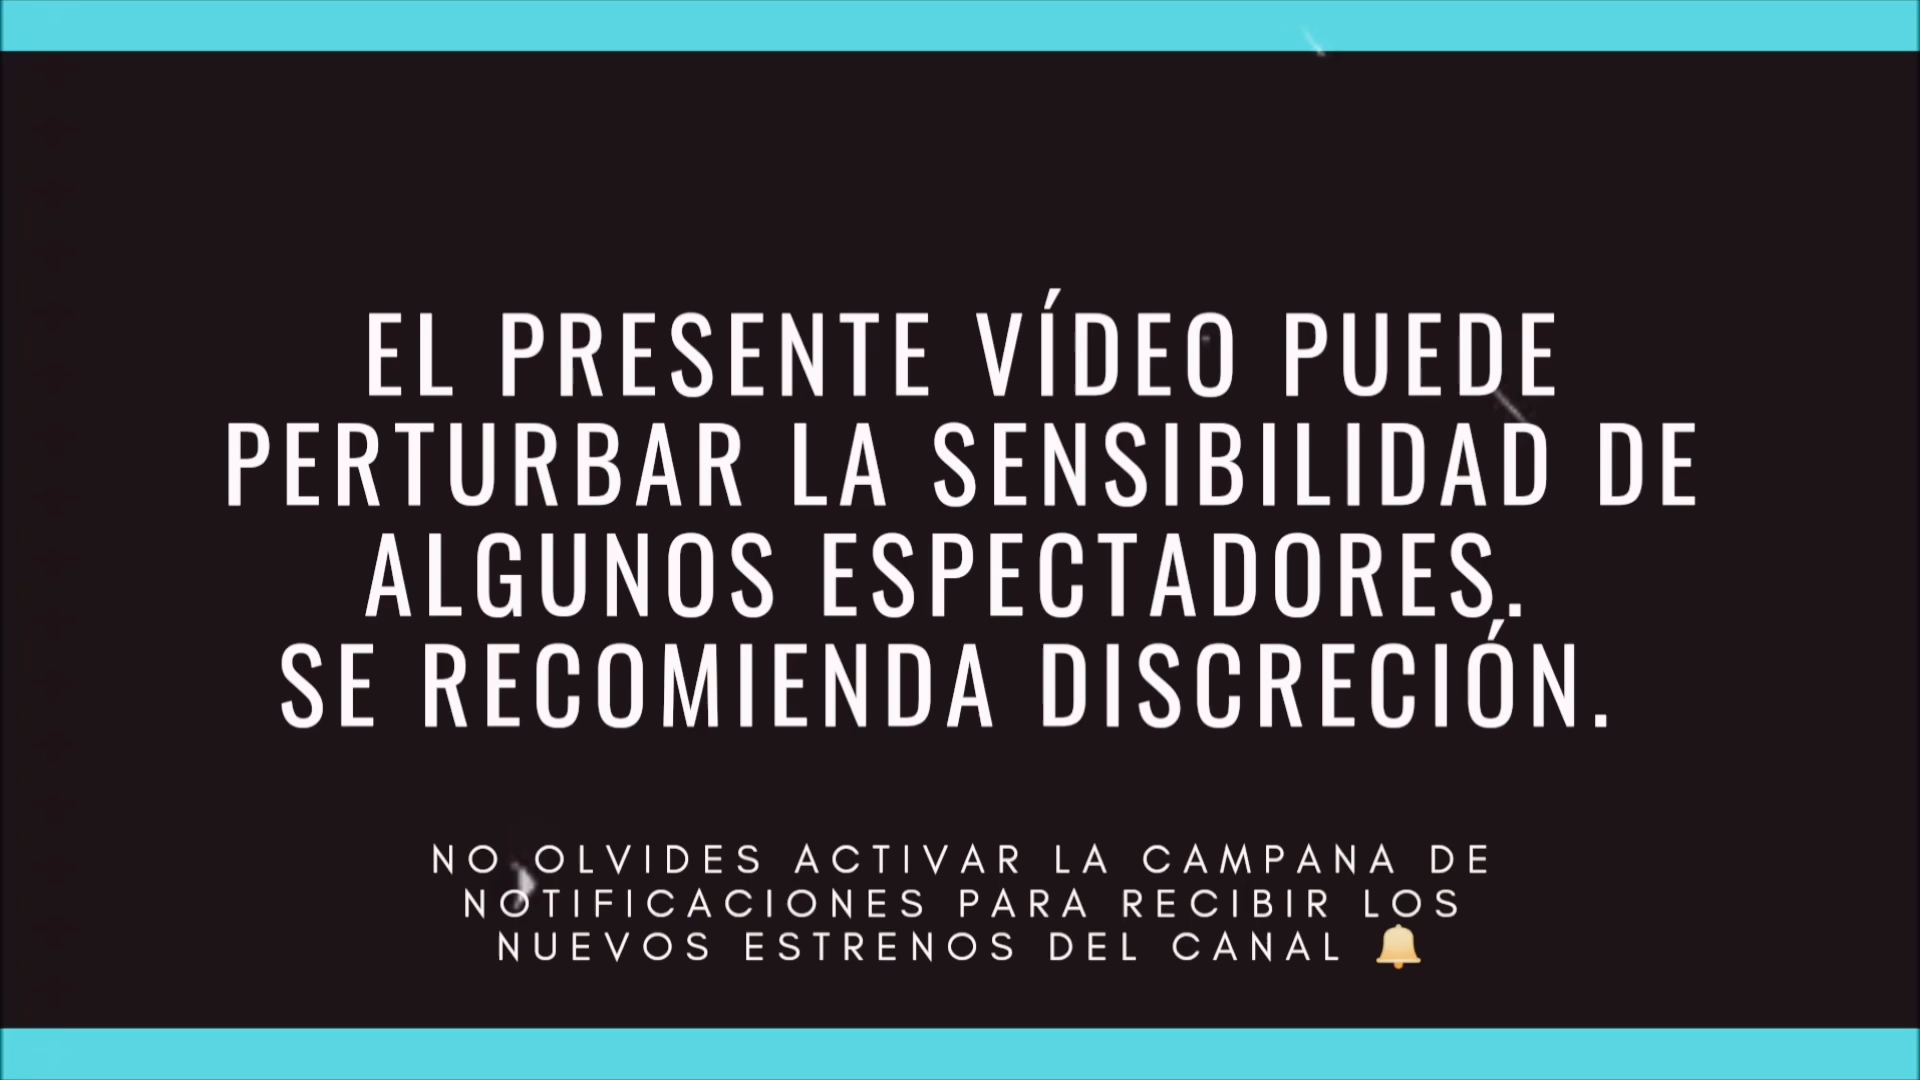 EL PRESENTE VÍDEO PUEDE
PERTURBAR LA SENSIBILIDAD DE
ALGUNOS ESPECTADORES.
SE RECOMIENDA DISCRECIÓN.
NO OLVIDES ACTIVAR LA CAMPANA DE
NOTIFICACIONES PARA RECIBIR LOS
NUEVOS ESTRENOS DEL CANAL 🔔